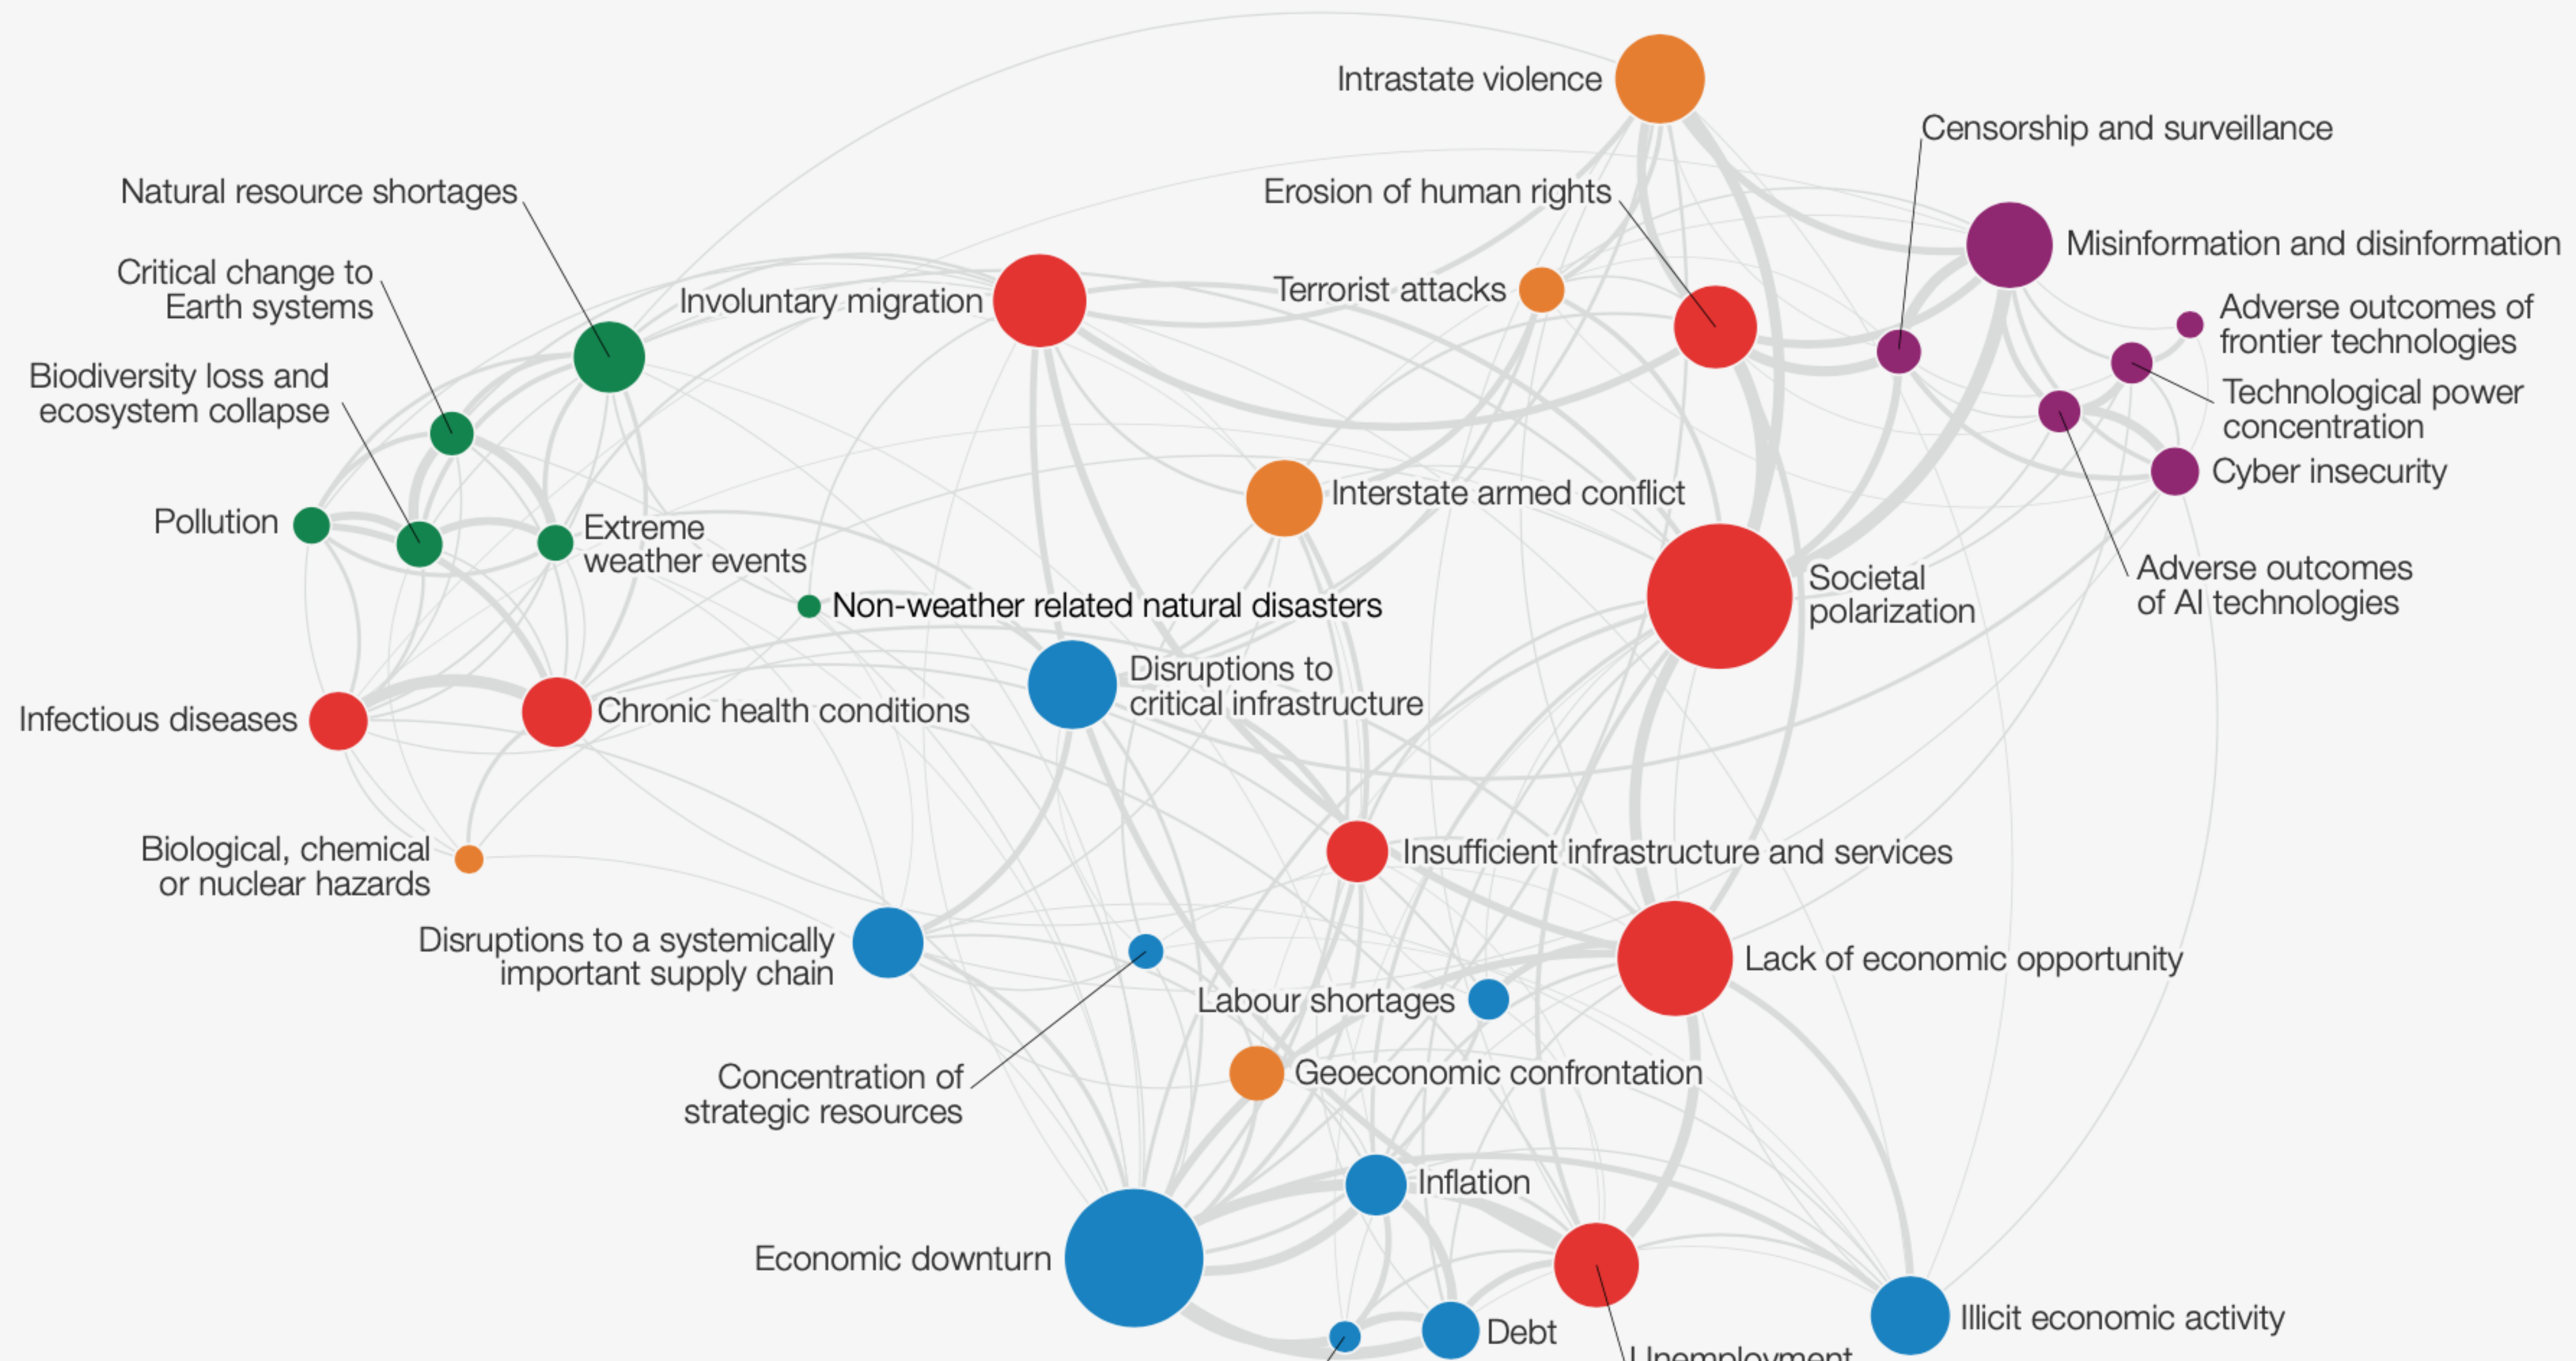 Intrastate violence
Censorship and surveillance
Natural resource shortages
Erosion of human rights
Misinformation and disinformation
Critical change to
Earth systems
Involuntary migration
Terrorist attacks
Adverse outcomes of
frontier technologies
Biodiversity loss and
ecosystem collapse
Technological power
concentration
Cyber insecurity
Interstate armed conflict
Pollution
Extreme
weather events
Societal
polarization
Adverse outcomes
of AI technologies
Non-weather related natural disasters
Disruptions to
critical infrastructure
Infectious diseases
Chronic health conditions
Biological, chemical
or nuclear hazards
Insufficient infrastructure and services
Disruptions to a systemically
important supply chain
Lack of economic opportunity
Labour shortages
Concentration of
strategic resources
Geoeconomic confrontation
Inflation
Economic downturn
Debt
Illicit economic activity
Unemployment